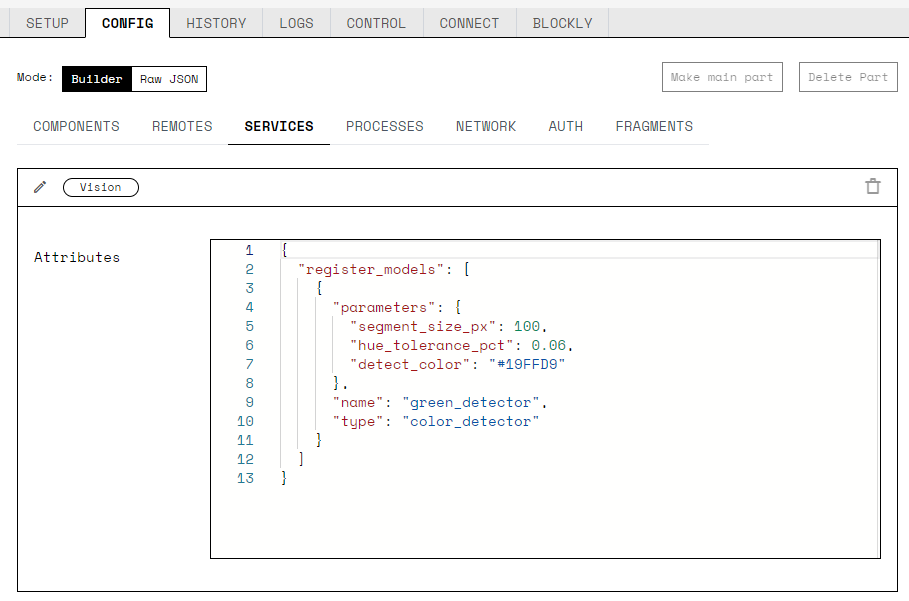 SETUP CONFIG HISTORY LOGS CONTROL CONNECT BLOCKLY
Mode: Builder Raw JSON Make main part Delete Part
COMPONENTS REMOTES SERVICES PROCESSES NETWORK AUTH FRAGMENTS
Vision
Attributes
1 {
2 "register_models": [
3 {
4 "parameters": {
5 "segment_size_px": 100,
6 "hue_tolerance_pct": 0.06,
7 "detect_color": "#19FFD9"
8 },
9 "name": "green_detector",
10 "type": "color_detector"
11 }
12 ]
13 }